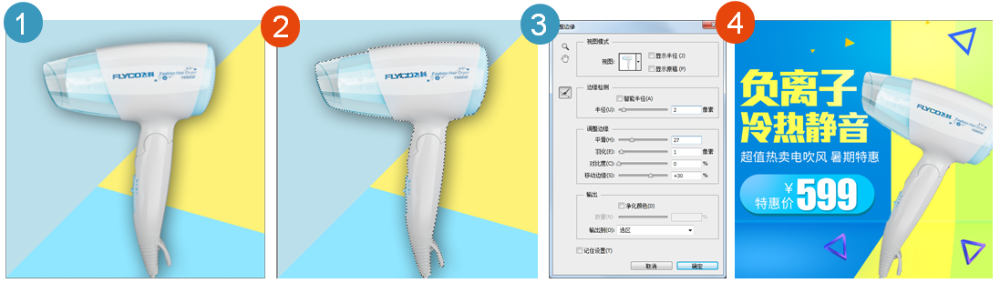 1
FLYCO飞科
Fashion Hair Dryer
1600W
2
FLYCO飞科
Fashion Hair Dryer
1600W
3
视图模式
视图:
显示半径 (J)
显示原稿 (P)
边缘检测
智能半径(A)
半径(U): 2 像素
调整边缘
平滑(H): 27
羽化(E): 1 像素
对比度(C): 0 %
移动边缘(S): +30 %
输出
净化颜色(D)
数量(N): %
输出到(O): 选区
记住设置(T)
取消 确定
4
负离子
冷热静音
超值热卖电吹风 暑期特惠
¥
特惠价 599
FLYCO飞科